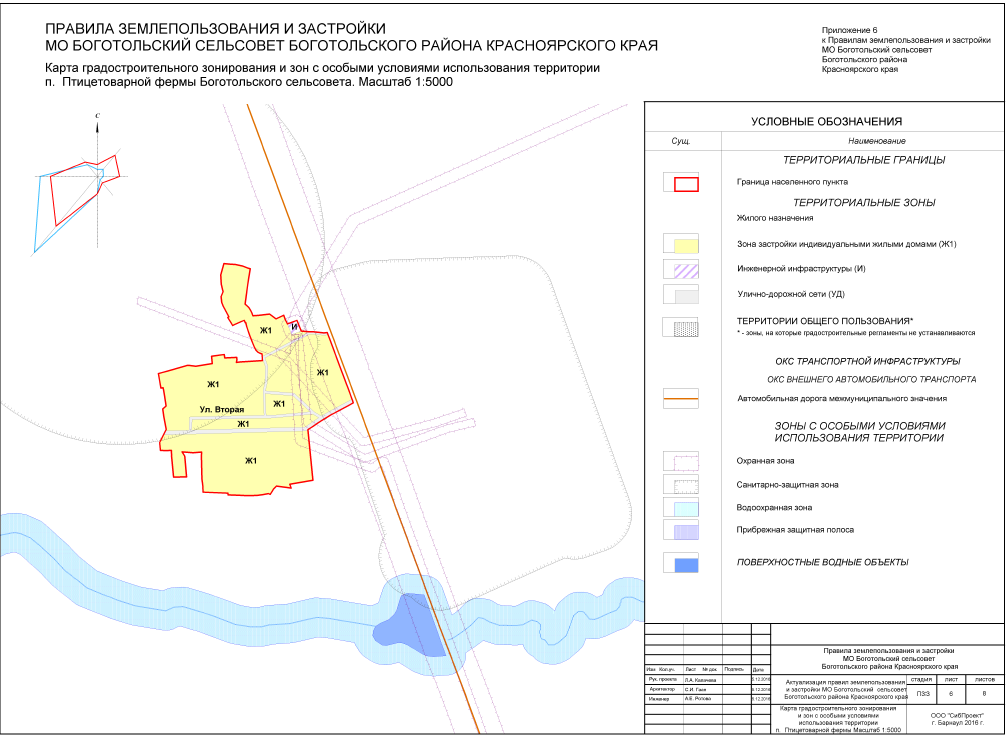 ПРАВИЛА ЗЕМЛЕПОЛЬЗОВАНИЯ И ЗАСТРОЙКИ
МО БОГОТОЛЬСКИЙ СЕЛЬСОВЕТ БОГОТОЛЬСКОГО РАЙОНА КРАСНОЯРСКОГО КРАЯ
Карта градостроительного зонирования и зон с особыми условиями использования территории
п. Птицетоварной фермы Боготольского сельсовета. Масштаб 1:5000
Приложение 6
к Правилам землепользования и застройки
МО Боготольский сельсовет
Боготольского района
Красноярского края
с
Ж1
И
Ж1
Ж1
Ж1
Ул. Вторая
Ж1
Ж1
УСЛОВНЫЕ ОБОЗНАЧЕНИЯ
Сущ.
Наименование
ТЕРРИТОРИАЛЬНЫЕ ГРАНИЦЫ
Граница населенного пункта
ТЕРРИТОРИАЛЬНЫЕ ЗОНЫ
Жилого назначения
Зона застройки индивидуальными жилыми домами (Ж1)
Инженерной инфраструктуры (И)
Улично-дорожной сети (УД)
ТЕРРИТОРИИ ОБЩЕГО ПОЛЬЗОВАНИЯ*
* - зоны, на которые градостроительные регламенты не устанавливаются
ОКС ТРАНСПОРТНОЙ ИНФРАСТРУКТУРЫ
ОКС ВНЕШНЕГО АВТОМОБИЛЬНОГО ТРАНСПОРТА
Автомобильная дорога межмуниципального значения
ЗОНЫ С ОСОБЫМИ УСЛОВИЯМИ
ИСПОЛЬЗОВАНИЯ ТЕРРИТОРИИ
Охранная зона
Санитарно-защитная зона
Водоохранная зона
Прибрежная защитная полоса
ПОВЕРХНОСТНЫЕ ВОДНЫЕ ОБЪЕКТЫ
Правила землепользования и застройки
МО Боготольский сельсовет
Боготольского района Красноярского края
Изм Кол.уч. Лист № док Подпись Дата
Рук. проекта Л.А. Калачева
Архитектор С.И. Гаан
Инженер А.Е. Ротова
Актуализация правил землепользования
и застройки МО Боготольский сельсовет
Боготольского района Красноярского края
стадия лист листов
ПЗЗ 6 8
Карта градостроительного зонирования
и зон с особыми условиями
использования территории
п. Птицетоварной фермы Масштаб 1:5000
ООО "СибПроект"
г. Барнаул 2016 г.